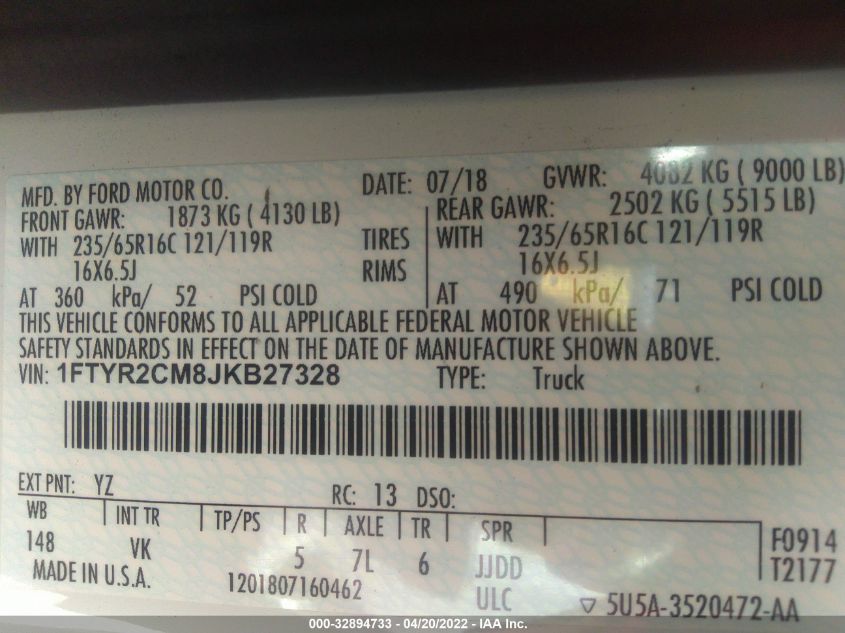 MFD. BY FORD MOTOR CO. DATE: 07/18 GVWR: 4082 KG ( 9000 LB)
FRONT GAWR: 1873 KG ( 4130 LB) REAR GAWR: 2502 KG ( 5515 LB)
WITH 235/65R16C 121/119R TIRES WITH 235/65R16C 121/119R
16X6.5J RIMS 16X6.5J
AT 360 kPa/ 52 PSI COLD AT 490 kPa/ 71 PSI COLD
THIS VEHICLE CONFORMS TO ALL APPLICABLE FEDERAL MOTOR VEHICLE
SAFETY STANDARDS IN EFFECT ON THE DATE OF MANUFACTURE SHOWN ABOVE.
VIN: 1FTYR2CM8JKB27328 TYPE: Truck
EXT PNT: YZ RC: 13 DSO:
WB INT TR TP/PS R AXLE TR SPR
148 VK 5 7L 6 JJDD F0914
MADE IN U.S.A. 1201807160462 ULC T2177
5U5A-3520472-AA
000-32894733 - 04/20/2022 - IAA Inc.